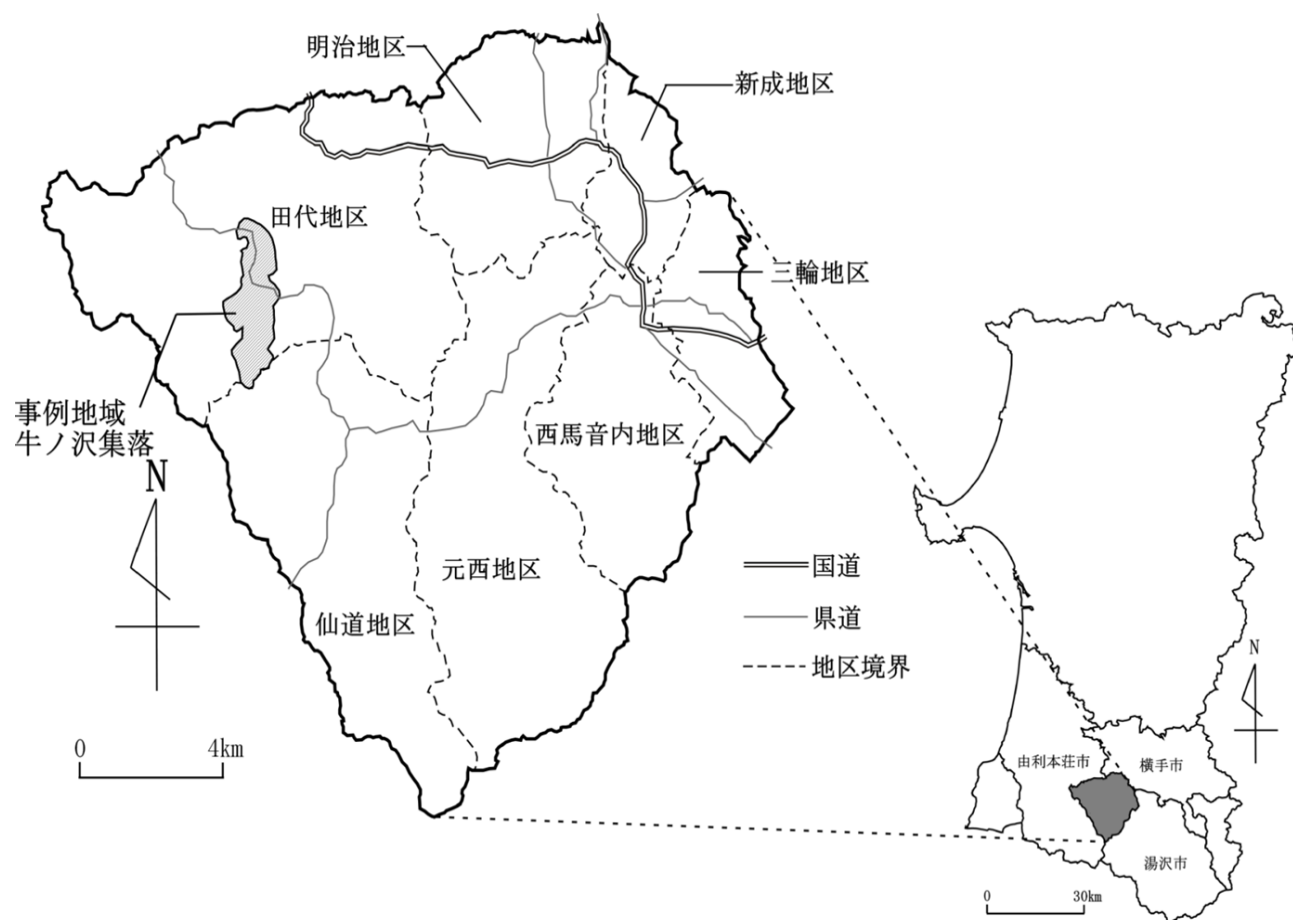 明治地区
新成地区
田代地区
三輪地区
事例地域
牛ノ沢集落
西馬音内地区
N
元西地区
国道
仙道地区
県道
地区境界
0 4km
N
由利本荘市
横手市
湯沢市
0 30km